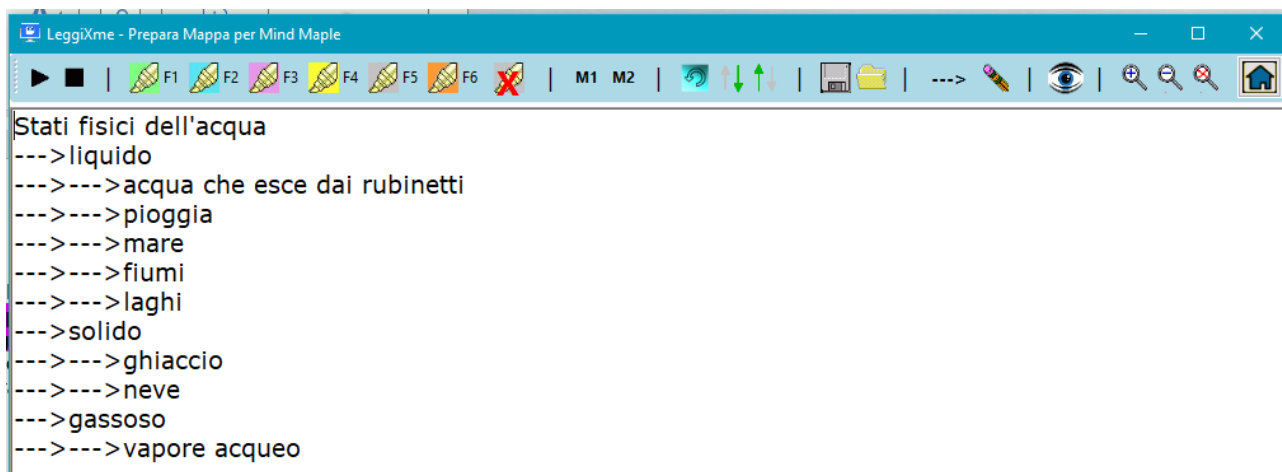 LeggiXme - Prepara Mappa per Mind Maple
F1 F2 F3 F4 F5 F6 M1 M2 --->
Stati fisici dell'acqua
--->liquido
--->--->acqua che esce dai rubinetti
--->--->pioggia
--->--->mare
--->--->fiumi
--->--->laghi
--->solido
--->--->ghiaccio
--->--->neve
--->gassoso
--->--->vapore acqueo